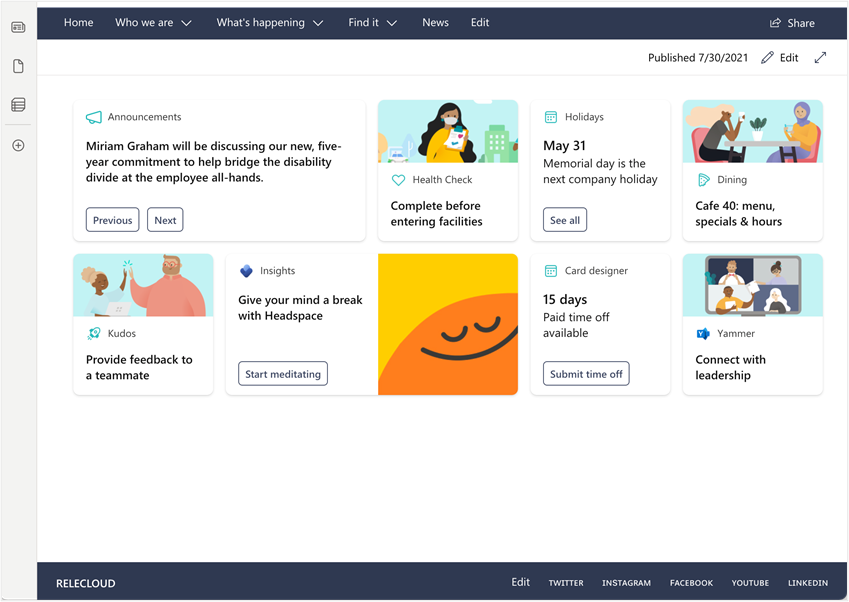 Home Who we are What's happening Find it News Edit Share
Published 7/30/2021 Edit
Announcements
Miriam Graham will be discussing our new, five-
year commitment to help bridge the disability
divide at the employee all-hands.
Previous Next
Health Check
Complete before
entering facilities
Holidays
May 31
Memorial day is the
next company holiday
See all
Dining
Cafe 40: menu,
specials & hours
Kudos
Provide feedback to
a teammate
Insights
Give your mind a break
with Headspace
Start meditating
Card designer
15 days
Paid time off
available
Submit time off
Yammer
Connect with
leadership
RELECLOUD Edit TWITTER INSTAGRAM FACEBOOK YOUTUBE LINKEDIN